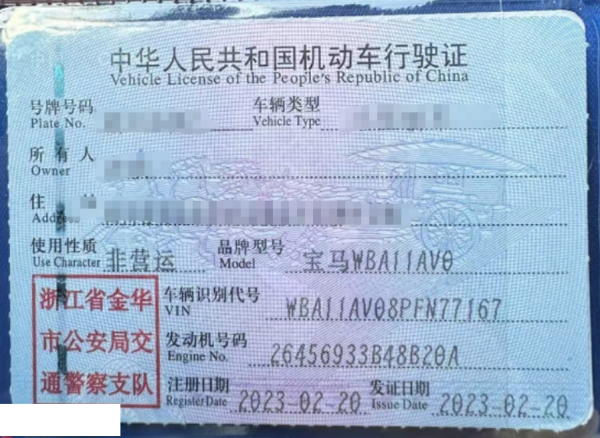 中华人民共和国机动车行驶证
Vehicle License of the People's Republic of China
号牌号码 车辆类型
Plate No. Vehicle Type
所有人
Owner
住址
Address
使用性质 非营运 品牌型号 宝马WBA11AV0
Use Character Model
浙江省金华
市公安局交
通警察支队
车辆识别代号 WBA11AV08PFN77167
VIN
发动机号码 26456933B48B20A
Engine No.
注册日期 2023-02-20 发证日期 2023-02-20
Register Date Issue Date